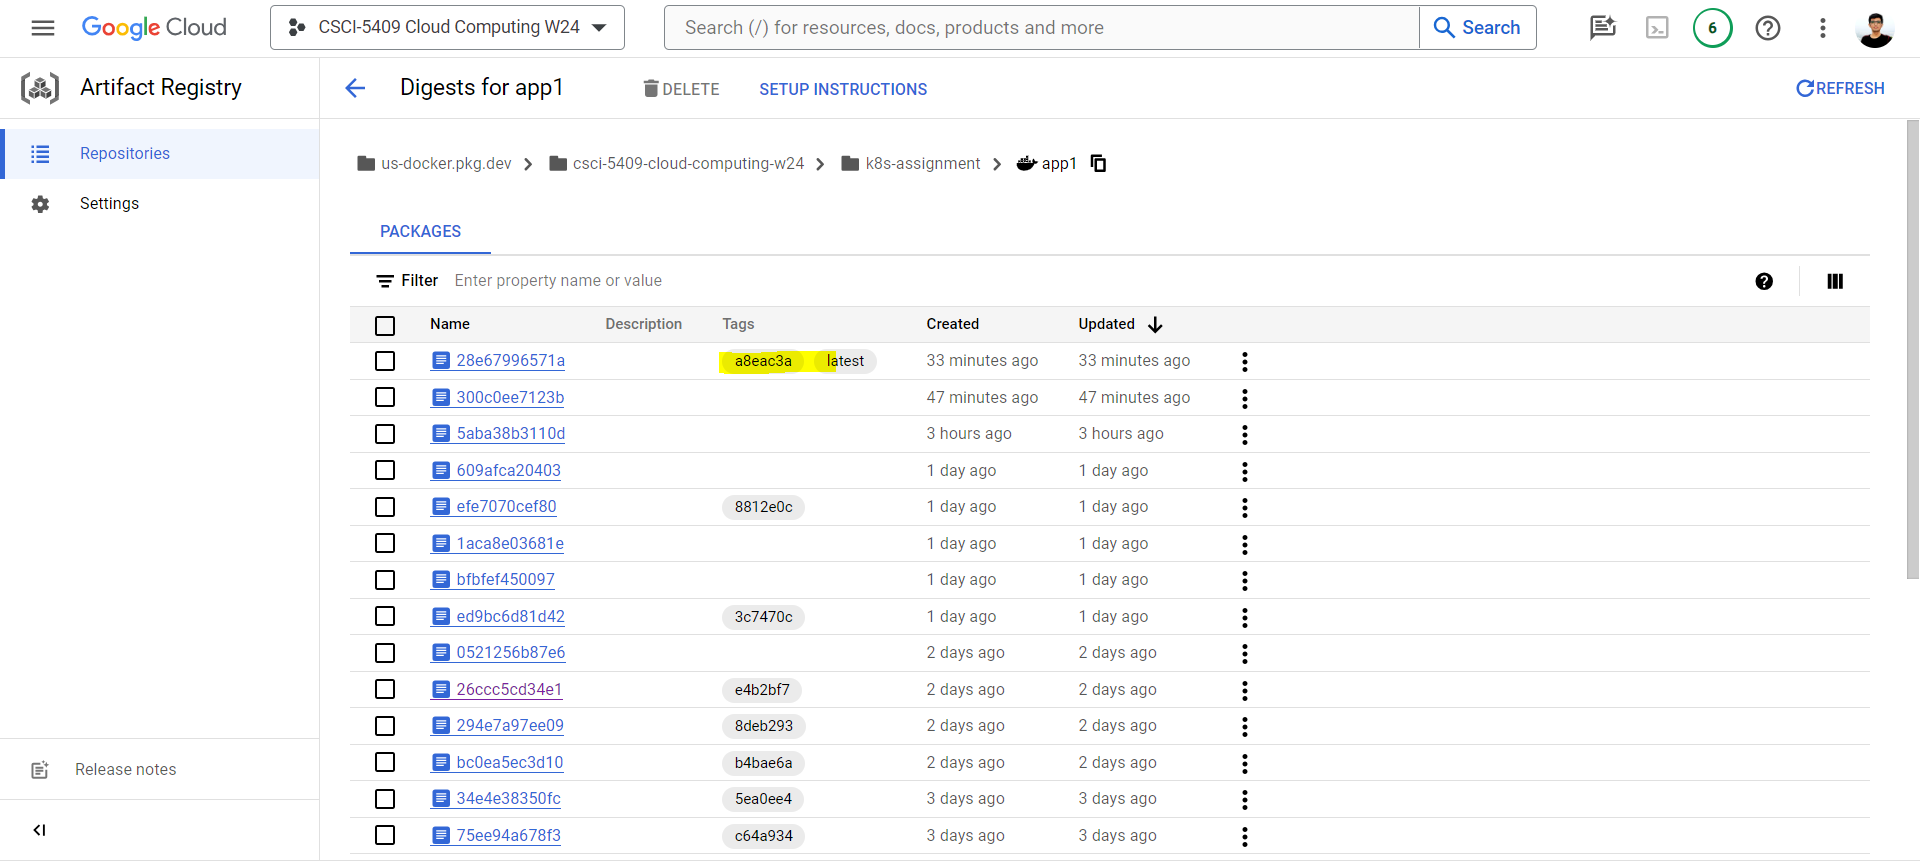 Google Cloud
CSCI-5409 Cloud Computing W24
Search (/) for resources, docs, products and more
Search
6
Artifact Registry
Digests for app1
DELETE
SETUP INSTRUCTIONS
REFRESH
Repositories
Settings
us-docker.pkg.dev
csci-5409-cloud-computing-w24
k8s-assignment
app1
PACKAGES
Filter Enter property name or value
Name Description Tags Created Updated
28e67996571a a8eac3a latest 33 minutes ago 33 minutes ago
300c0ee7123b 47 minutes ago 47 minutes ago
5aba38b3110d 3 hours ago 3 hours ago
609afca20403 1 day ago 1 day ago
efe7070cef80 8812e0c 1 day ago 1 day ago
1aca8e03681e 1 day ago 1 day ago
bfbfef450097 1 day ago 1 day ago
ed9bc6d81d42 3c7470c 1 day ago 1 day ago
0521256b87e6 2 days ago 2 days ago
26ccc5cd34e1 e4b2bf7 2 days ago 2 days ago
294e7a97ee09 8deb293 2 days ago 2 days ago
bc0ea5ec3d10 b4bae6a 2 days ago 2 days ago
34e4e38350fc 5ea0ee4 3 days ago 3 days ago
75ee94a678f3 c64a934 3 days ago 3 days ago
Release notes